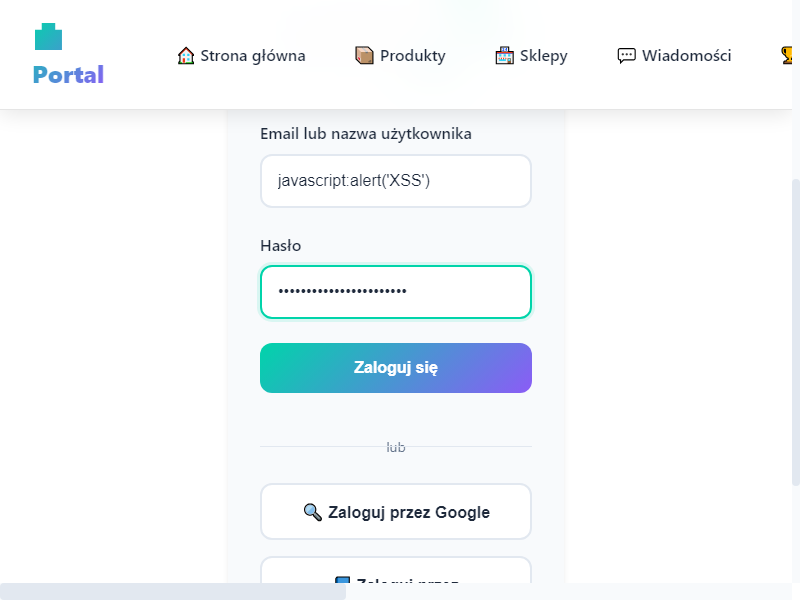 Portal
Strona główna
Produkty
Sklepy
Wiadomości
Email lub nazwa użytkownika
javascript:alert('XSS')
Hasło
•••••••••••••••••••••••
Zaloguj się
lub
Zaloguj przez Google
Zaloguj przez